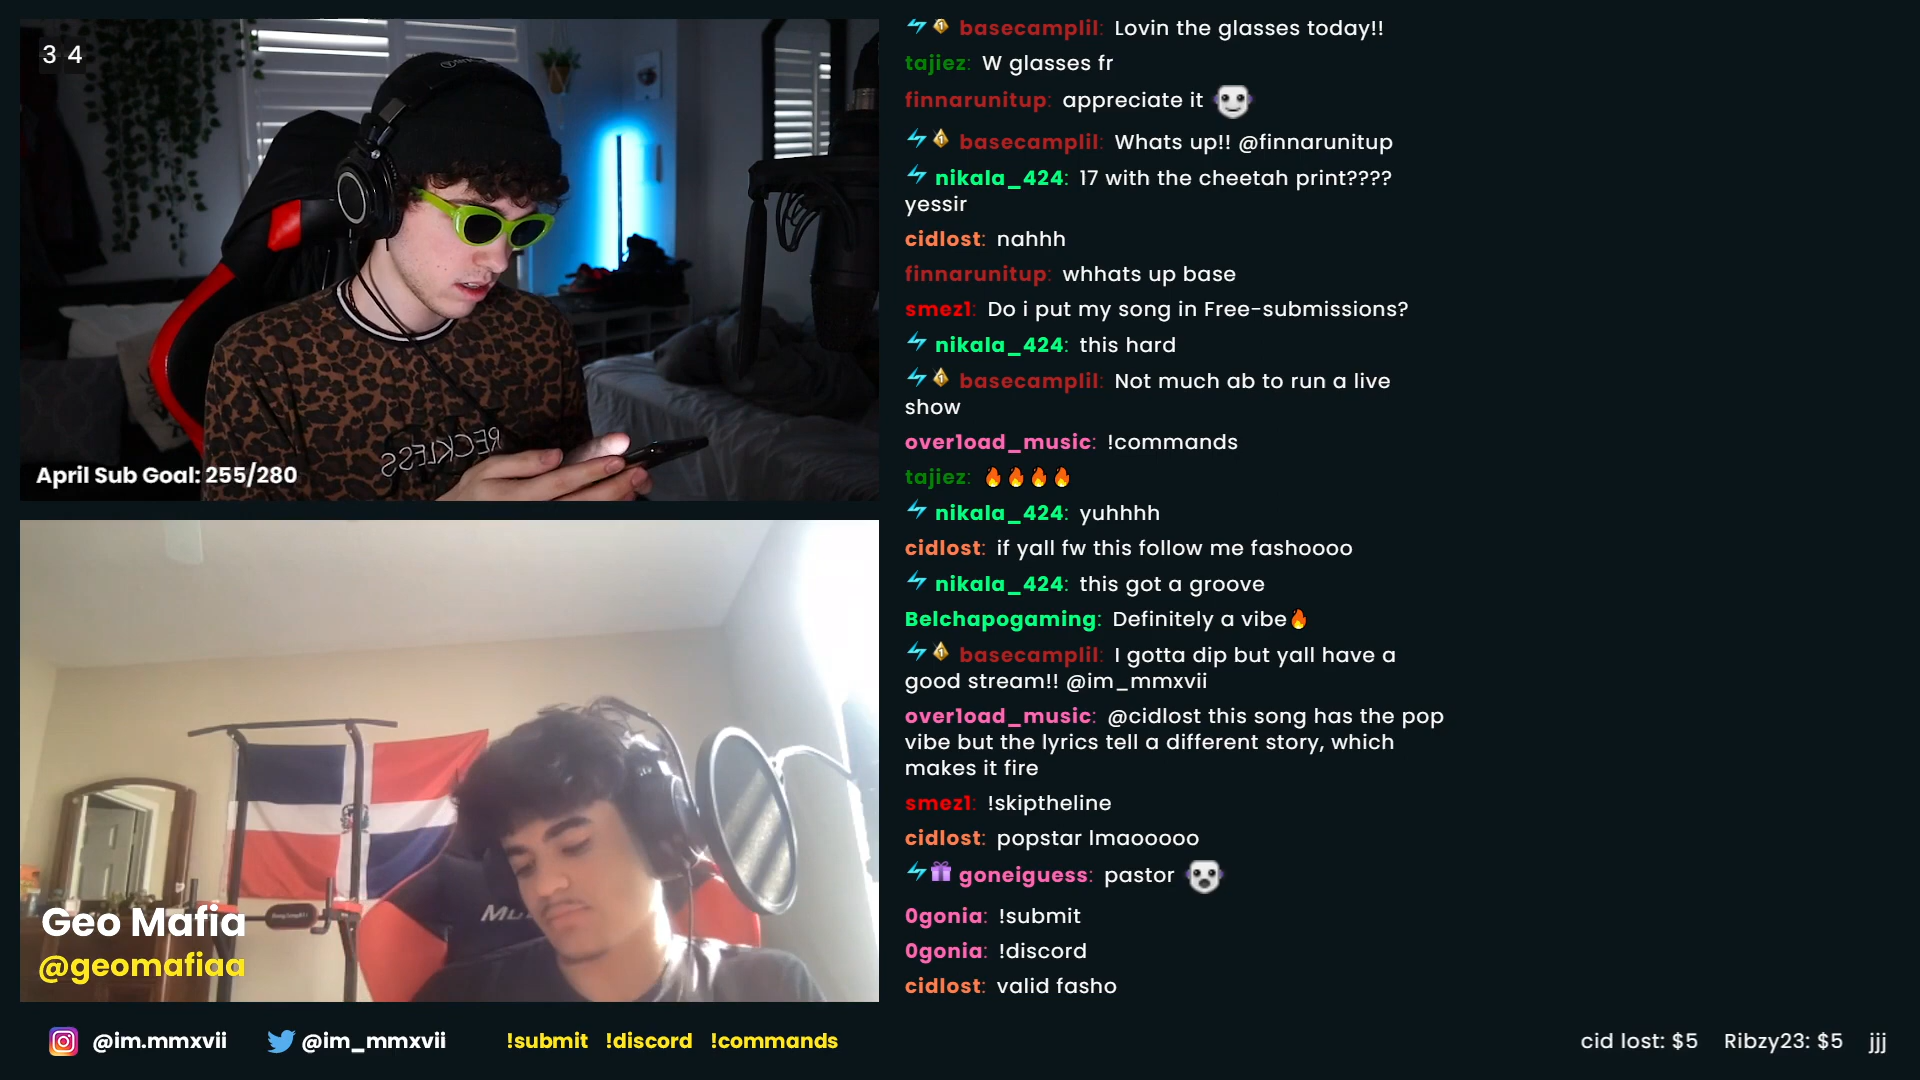 3 4
April Sub Goal: 255/280
RECKLESS
Geo Mafia
@geomafiaa
basecamplil: Lovin the glasses today!!
tajiez: W glasses fr
finnarunitup: appreciate it
basecamplil: Whats up!! @finnarunitup
nikala_424: 17 with the cheetah print????
yessir
cidlost: nahhh
finnarunitup: whhats up base
smez1: Do i put my song in Free-submissions?
nikala_424: this hard
basecamplil: Not much ab to run a live
show
over1oad_music: !commands
tajiez: 🔥🔥🔥🔥
nikala_424: yuhhhh
cidlost: if yall fw this follow me fashoooo
nikala_424: this got a groove
Belchapogaming: Definitely a vibe🔥
basecamplil: I gotta dip but yall have a
good stream!! @im_mmxvii
over1oad_music: @cidlost this song has the pop
vibe but the lyrics tell a different story, which
makes it fire
smez1: !skiptheline
cidlost: popstar lmaooooo
goneiguess: pastor
0gonia: !submit
0gonia: !discord
cidlost: valid fasho
@im.mmxvii @im_mmxvii !submit !discord !commands
cid lost: $5 Ribzy23: $5 jjj